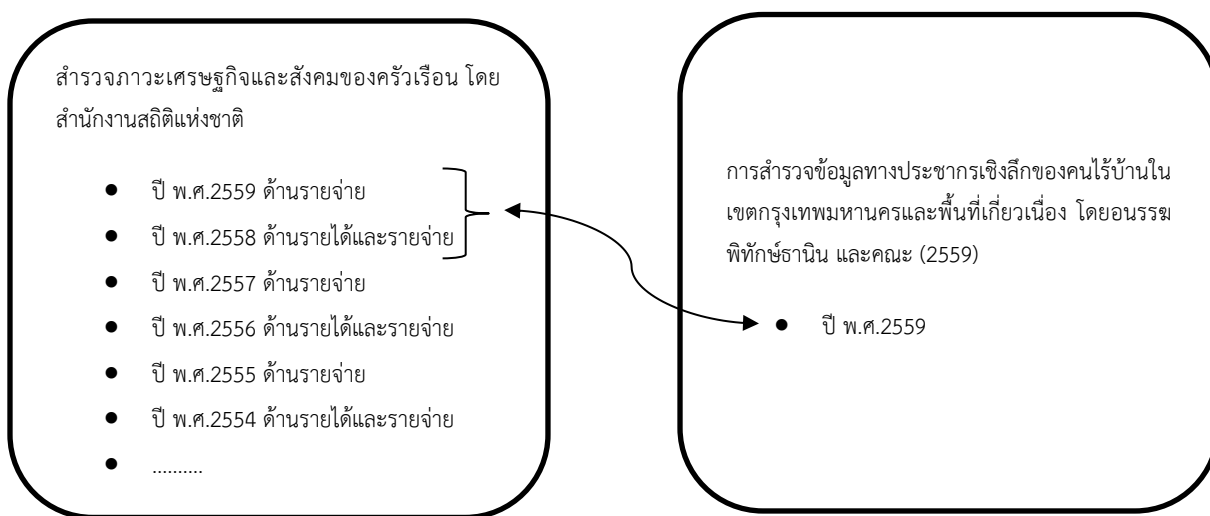 สำรวจภาวะเศรษฐกิจและสังคมของครัวเรือน โดย
สำนักงานสถิติแห่งชาติ
● ปี พ.ศ.2559 ด้านรายจ่าย
● ปี พ.ศ.2558 ด้านรายได้และรายจ่าย
● ปี พ.ศ.2557 ด้านรายจ่าย
● ปี พ.ศ.2556 ด้านรายได้และรายจ่าย
● ปี พ.ศ.2555 ด้านรายจ่าย
● ปี พ.ศ.2554 ด้านรายได้และรายจ่าย
● ..........
การสำรวจข้อมูลทางประชากรเชิงลึกของคนไร้บ้านใน
เขตกรุงเทพมหานครและพื้นที่เกี่ยวเนื่อง โดยอนรรฆ
พิทักษ์ธานิน และคณะ (2559)
● ปี พ.ศ.2559